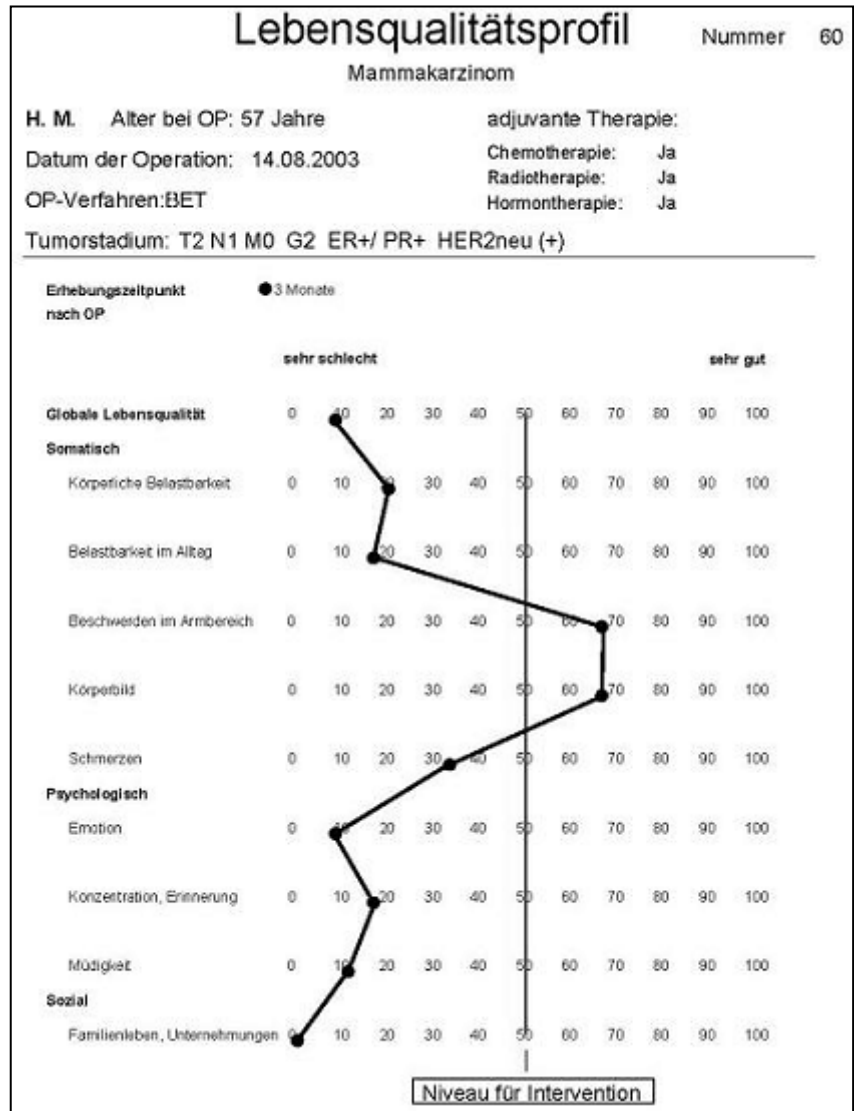 Lebensqualitätsprofil Nummer 60
Mammakarzinom
H. M. Alter bei OP: 57 Jahre adjuvante Therapie:
Datum der Operation: 14.08.2003 Chemotherapie: Ja
Radiotherapie: Ja
OP-Verfahren:BET Hormontherapie: Ja
Tumorstadium: T2 N1 M0 G2 ER+/ PR+ HER2neu (+)
Erhebungszeitpunkt 3 Monate
nach OP
sehr schlecht sehr gut
Globale Lebensqualität 0 10 20 30 40 50 60 70 80 90 100
Somatisch
Körperliche Belastbarkeit 0 10 20 30 40 50 60 70 80 90 100
Belastbarkeit im Alltag 0 10 20 30 40 50 60 70 80 90 100
Beschwerden im Armbereich 0 10 20 30 40 50 60 70 80 90 100
Körperbild 0 10 20 30 40 50 60 70 80 90 100
Schmerzen 0 10 20 30 40 50 60 70 80 90 100
Psychologisch
Emotion 0 10 20 30 40 50 60 70 80 90 100
Konzentration, Erinnerung 0 10 20 30 40 50 60 70 80 90 100
Müdigkeit 0 10 20 30 40 50 60 70 80 90 100
Sozial
Familienleben, Unternehmungen 0 10 20 30 40 50 60 70 80 90 100
Niveau für Intervention